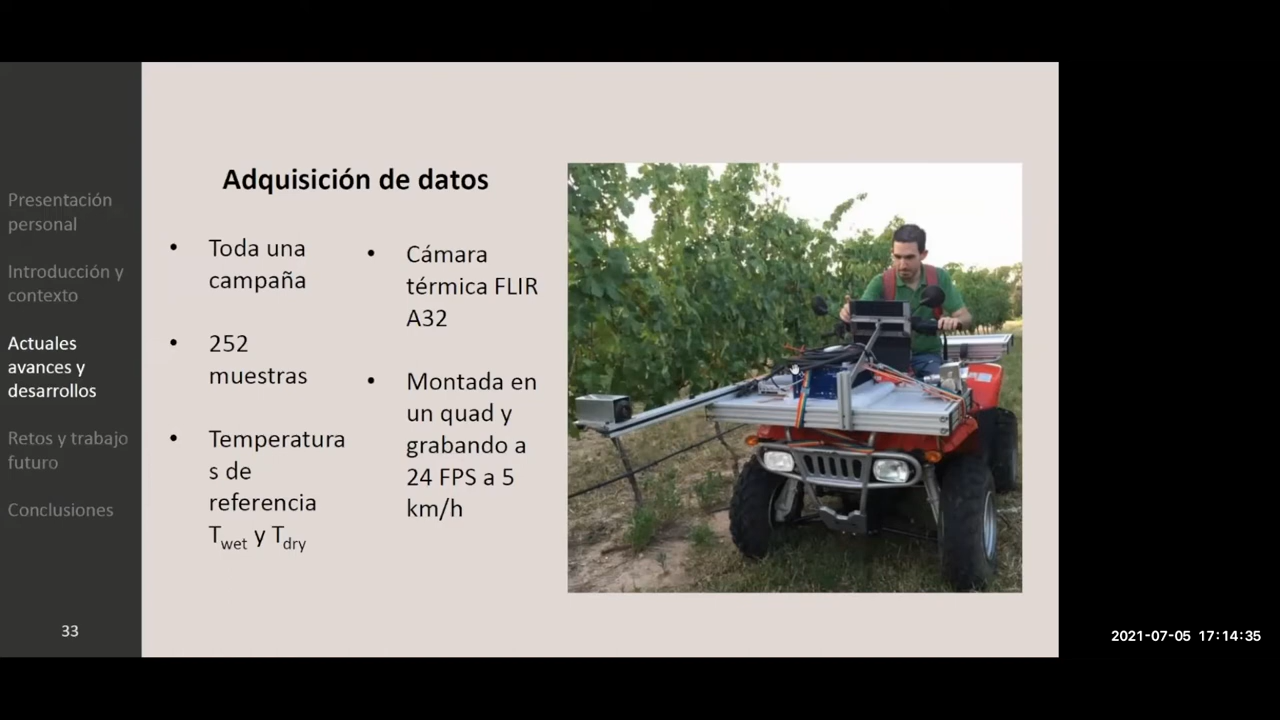 Presentación
personal
Introducción y
contexto
Actuales
avances y
desarrollos
Retos y trabajo
futuro
Conclusiones
33
Adquisición de datos
• Toda una
campaña
• 252
muestras
• Temperatura
s de
referencia
Twet y Tdry
• Cámara
térmica FLIR
A32
• Montada en
un quad y
grabando a
24 FPS a 5
km/h
2021-07-05 17:14:35